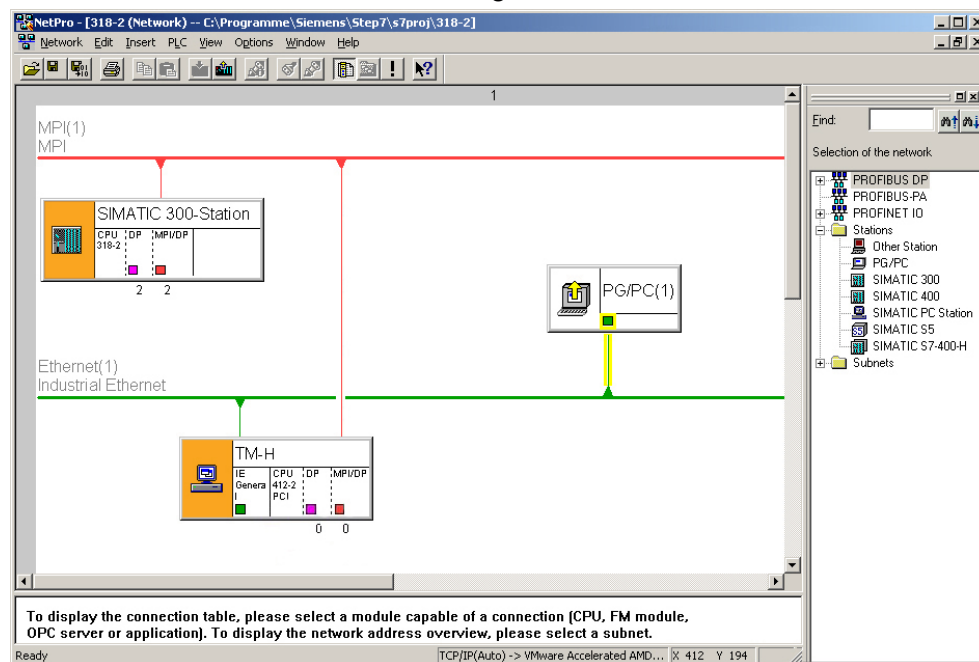 NetPro - [318-2 (Network) -- C:\Programme\Siemens\Step7\s7proj\318-2]
Network Edit Insert PLC View Options Window Help
1
MPI(1)
MPI
SIMATIC 300-Station
CPU 318-2 DP MPI/DP
2 2
PG/PC(1)
Ethernet(1)
Industrial Ethernet
TM-H
IE General CPU 412-2 PCI DP MPI/DP
0 0
Find:
Selection of the network
PROFIBUS DP
PROFIBUS-PA
PROFINET IO
Stations
Other Station
PG/PC
SIMATIC 300
SIMATIC 400
SIMATIC PC Station
SIMATIC S5
SIMATIC S7-400-H
Subnets
To display the connection table, please select a module capable of a connection (CPU, FM module,
OPC server or application). To display the network address overview, please select a subnet.
Ready TCP/IP(Auto) -> VMware Accelerated AMD... X 412 Y 194